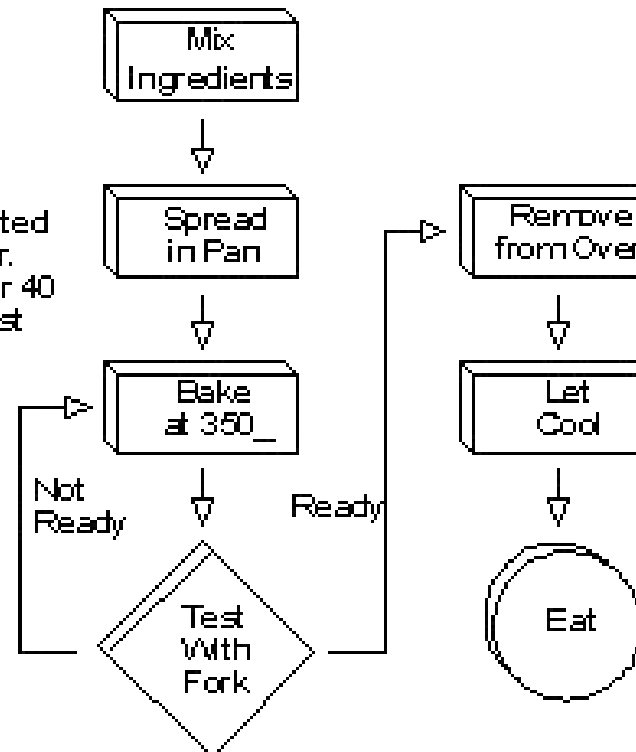 Mix
Ingredients
Spread
in Pan
ted
r.
r 40
st
Bake
at 350_
Not
Ready
Ready
Test
With
Fork
Remove
from Oven
Let
Cool
Eat